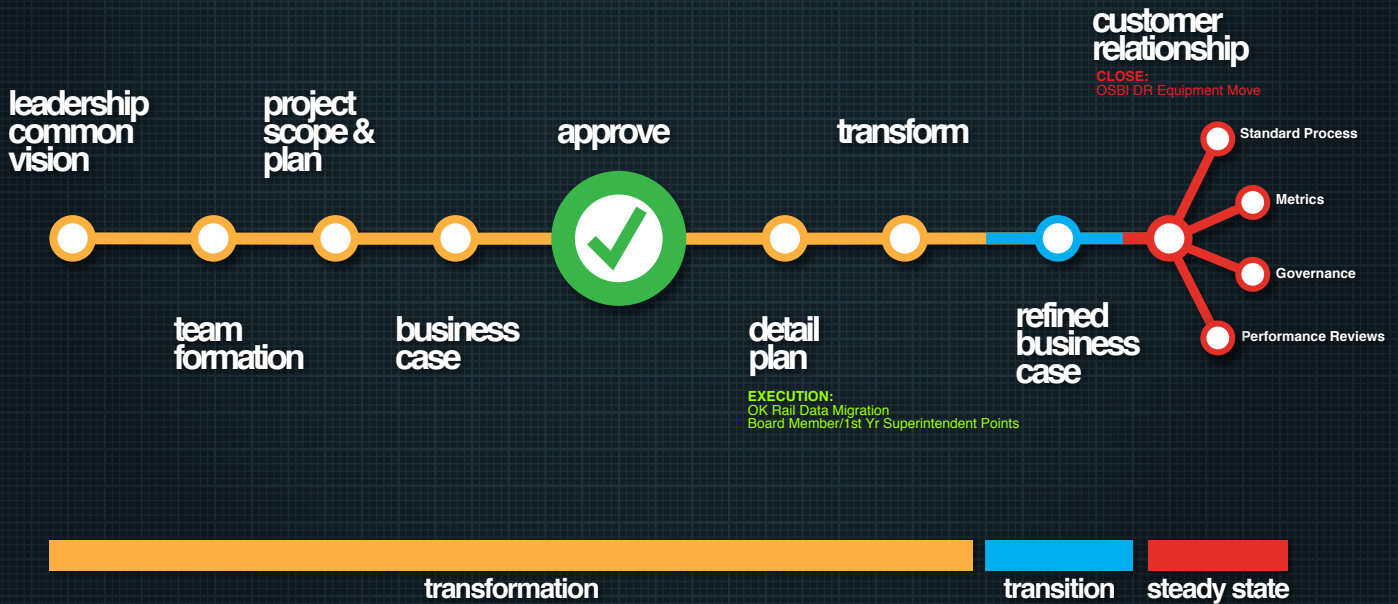 customer
relationship
CLOSE:
OSBI DR Equipment Move
leadership
common
vision
project
scope &
plan
approve
transform
Standard Process
Metrics
Governance
Performance Reviews
team
formation
business
case
detail
plan
EXECUTION:
OK Rail Data Migration
Board Member/1st Yr Superintendent Points
refined
business
case
transformation
transition
steady state